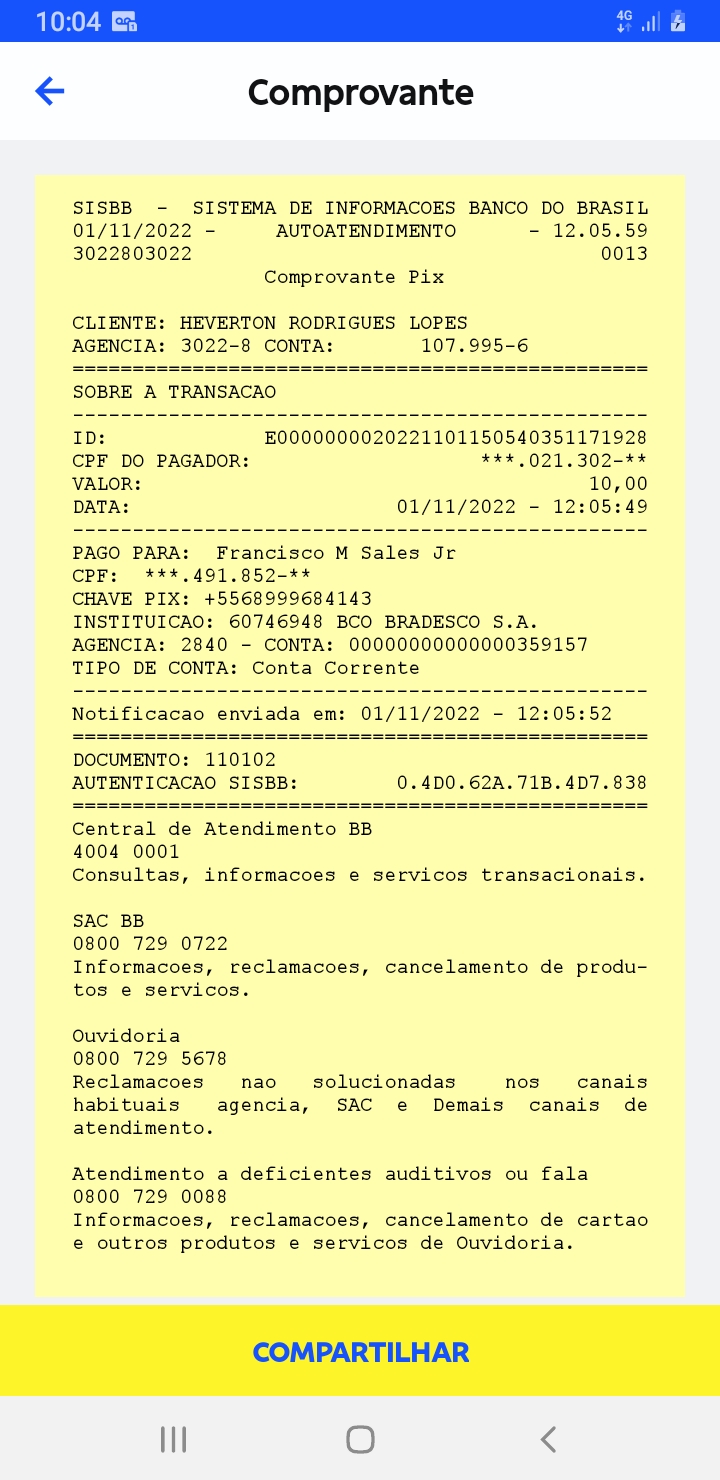 10:04
4G
Comprovante
SISBB - SISTEMA DE INFORMACOES BANCO DO BRASIL
01/11/2022 - AUTOATENDIMENTO - 12.05.59
3022803022 0013
Comprovante Pix
CLIENTE: HEVERTON RODRIGUES LOPES
AGENCIA: 3022-8 CONTA: 107.995-6
================================================
SOBRE A TRANSACAO
------------------------------------------------
ID: E00000000202211011505403511​71928
CPF DO PAGADOR: ***.021.302-**
VALOR: 10,00
DATA: 01/11/2022 - 12:05:49
------------------------------------------------
PAGO PARA: Francisco M Sales Jr
CPF: ***.491.852-**
CHAVE PIX: +5568999684143
INSTITUICAO: 60746948 BCO BRADESCO S.A.
AGENCIA: 2840 - CONTA: 00000000000000359157
TIPO DE CONTA: Conta Corrente
------------------------------------------------
Notificacao enviada em: 01/11/2022 - 12:05:52
================================================
DOCUMENTO: 110102
AUTENTICACAO SISBB: 0.4D0.62A.71B.4D7.838
================================================
Central de Atendimento BB
4004 0001
Consultas, informacoes e servicos transacionais.
SAC BB
0800 729 0722
Informacoes, reclamacoes, cancelamento de produ-
tos e servicos.
Ouvidoria
0800 729 5678
Reclamacoes nao solucionadas nos canais
habituais agencia, SAC e Demais canais de
atendimento.
Atendimento a deficientes auditivos ou fala
0800 729 0088
Informacoes, reclamacoes, cancelamento de cartao
e outros produtos e servicos de Ouvidoria.
COMPARTILHAR